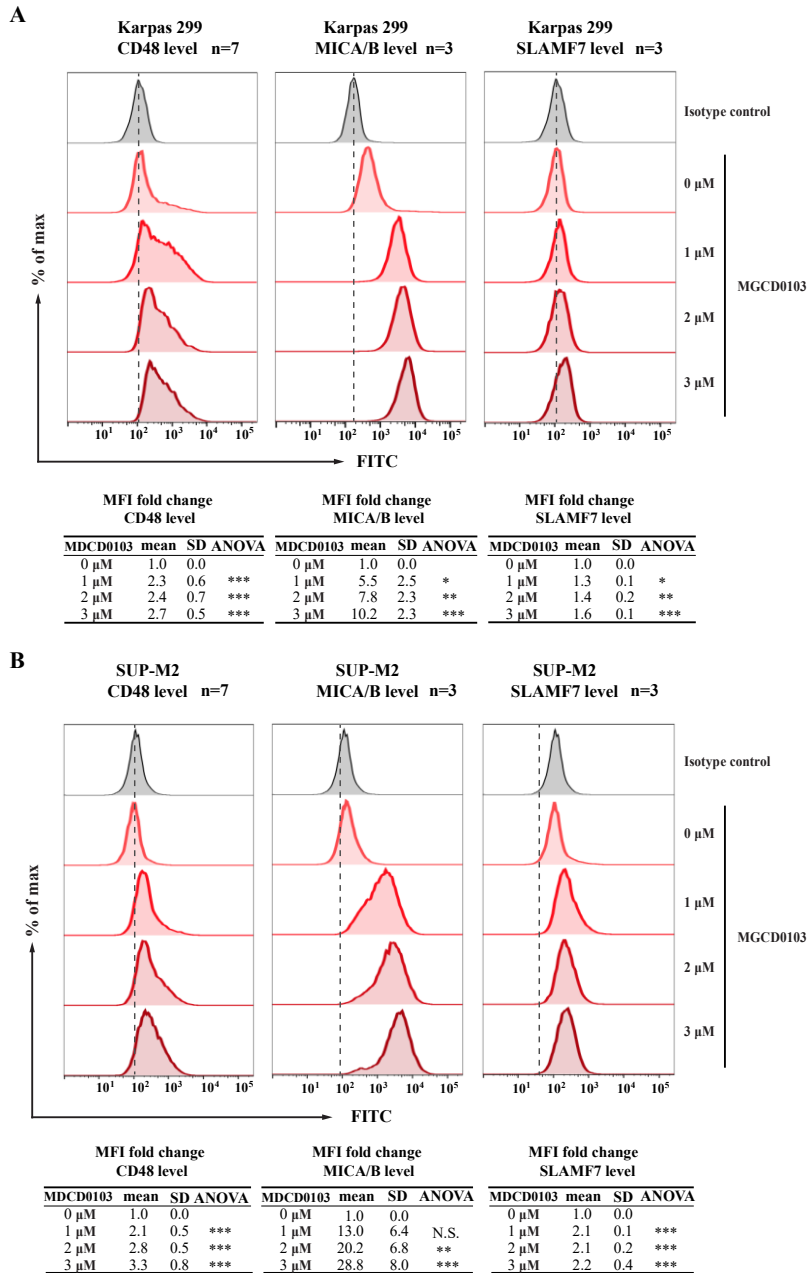 A
Karpas 299
CD48 level n=7
Karpas 299
MICA/B level n=3
Karpas 299
SLAMF7 level n=3
Isotype control
0 µM
1 µM
2 µM
3 µM
MGCD0103
% of max
10¹ 10² 10³ 10⁴ 10⁵
10¹ 10² 10³ 10⁴ 10⁵
10¹ 10² 10³ 10⁴ 10⁵
FITC
MFI fold change
CD48 level
MDCD0103 mean SD ANOVA
0 µM 1.0 0.0
1 µM 2.3 0.6 ***
2 µM 2.4 0.7 ***
3 µM 2.7 0.5 ***
MFI fold change
MICA/B level
MDCD0103 mean SD ANOVA
0 µM 1.0 0.0
1 µM 5.5 2.5 *
2 µM 7.8 2.3 **
3 µM 10.2 2.3 ***
MFI fold change
SLAMF7 level
MDCD0103 mean SD ANOVA
0 µM 1.0 0.0
1 µM 1.3 0.1 *
2 µM 1.4 0.2 **
3 µM 1.6 0.1 ***
B
SUP-M2
CD48 level n=7
SUP-M2
MICA/B level n=3
SUP-M2
SLAMF7 level n=3
Isotype control
0 µM
1 µM
2 µM
3 µM
MGCD0103
% of max
10¹ 10² 10³ 10⁴ 10⁵
10¹ 10² 10³ 10⁴ 10⁵
10¹ 10² 10³ 10⁴ 10⁵
FITC
MFI fold change
CD48 level
MDCD0103 mean SD ANOVA
0 µM 1.0 0.0
1 µM 2.1 0.5 ***
2 µM 2.8 0.5 ***
3 µM 3.3 0.8 ***
MFI fold change
MICA/B level
MDCD0103 mean SD ANOVA
0 µM 1.0 0.0
1 µM 13.0 6.4 N.S.
2 µM 20.2 6.8 **
3 µM 28.8 8.0 ***
MFI fold change
SLAMF7 level
MDCD0103 mean SD ANOVA
0 µM 1.0 0.0
1 µM 2.1 0.1 ***
2 µM 2.1 0.2 ***
3 µM 2.2 0.4 ***